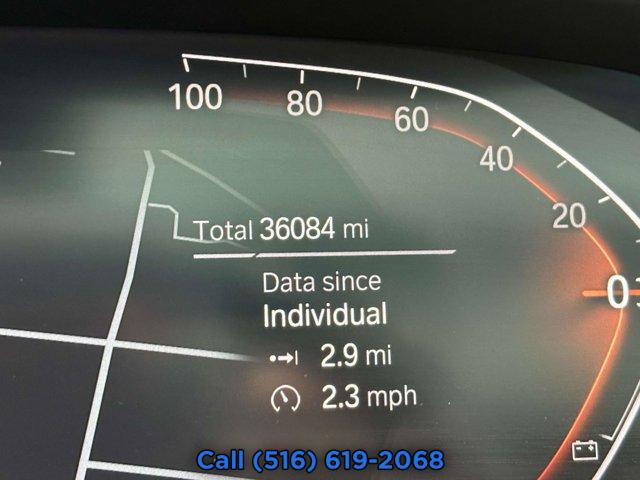 100
80
60
40
20
0
Total 36084 mi
Data since
Individual
2.9 mi
2.3 mph
Call (516) 619-2068